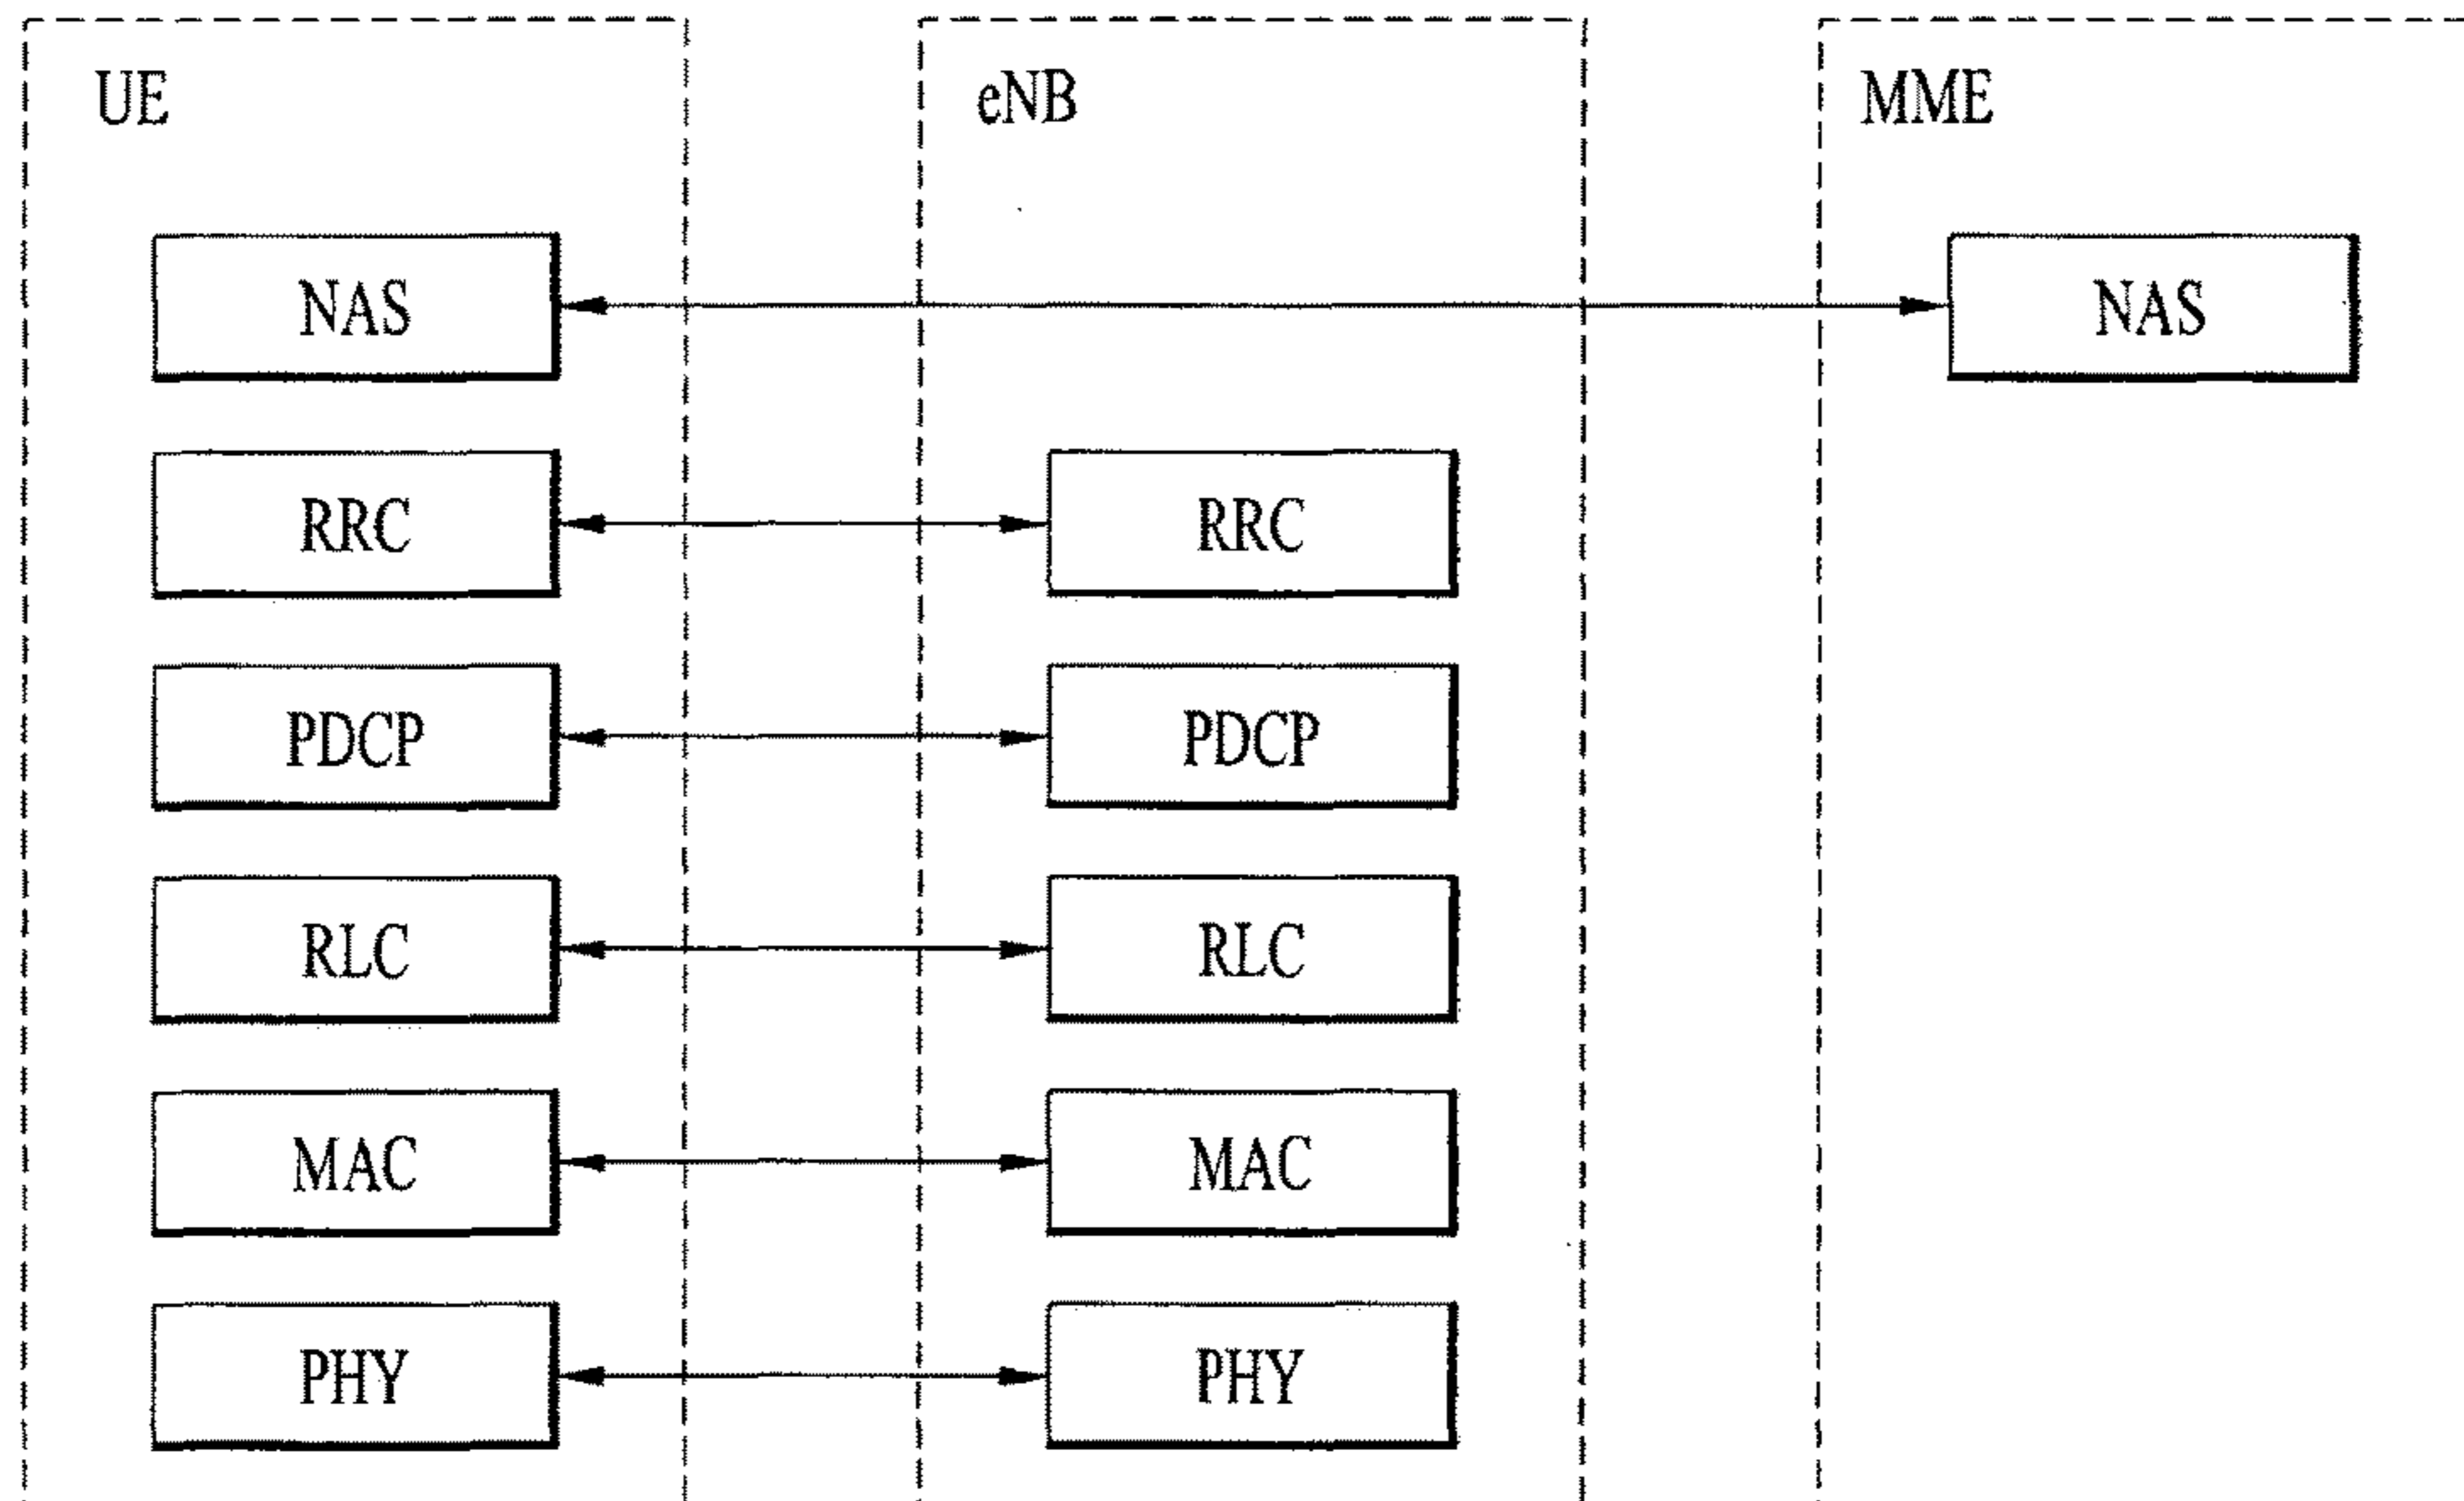 UE eNB MME
NAS NAS
RRC RRC
PDCP PDCP
RLC RLC
MAC MAC
PHY PHY